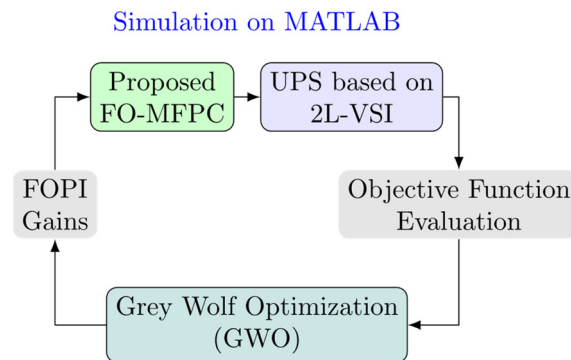 Simulation on MATLAB
Proposed
FO-MFPC
UPS based on
2L-VSI
FOPI
Gains
Objective Function
Evaluation
Grey Wolf Optimization
(GWO)